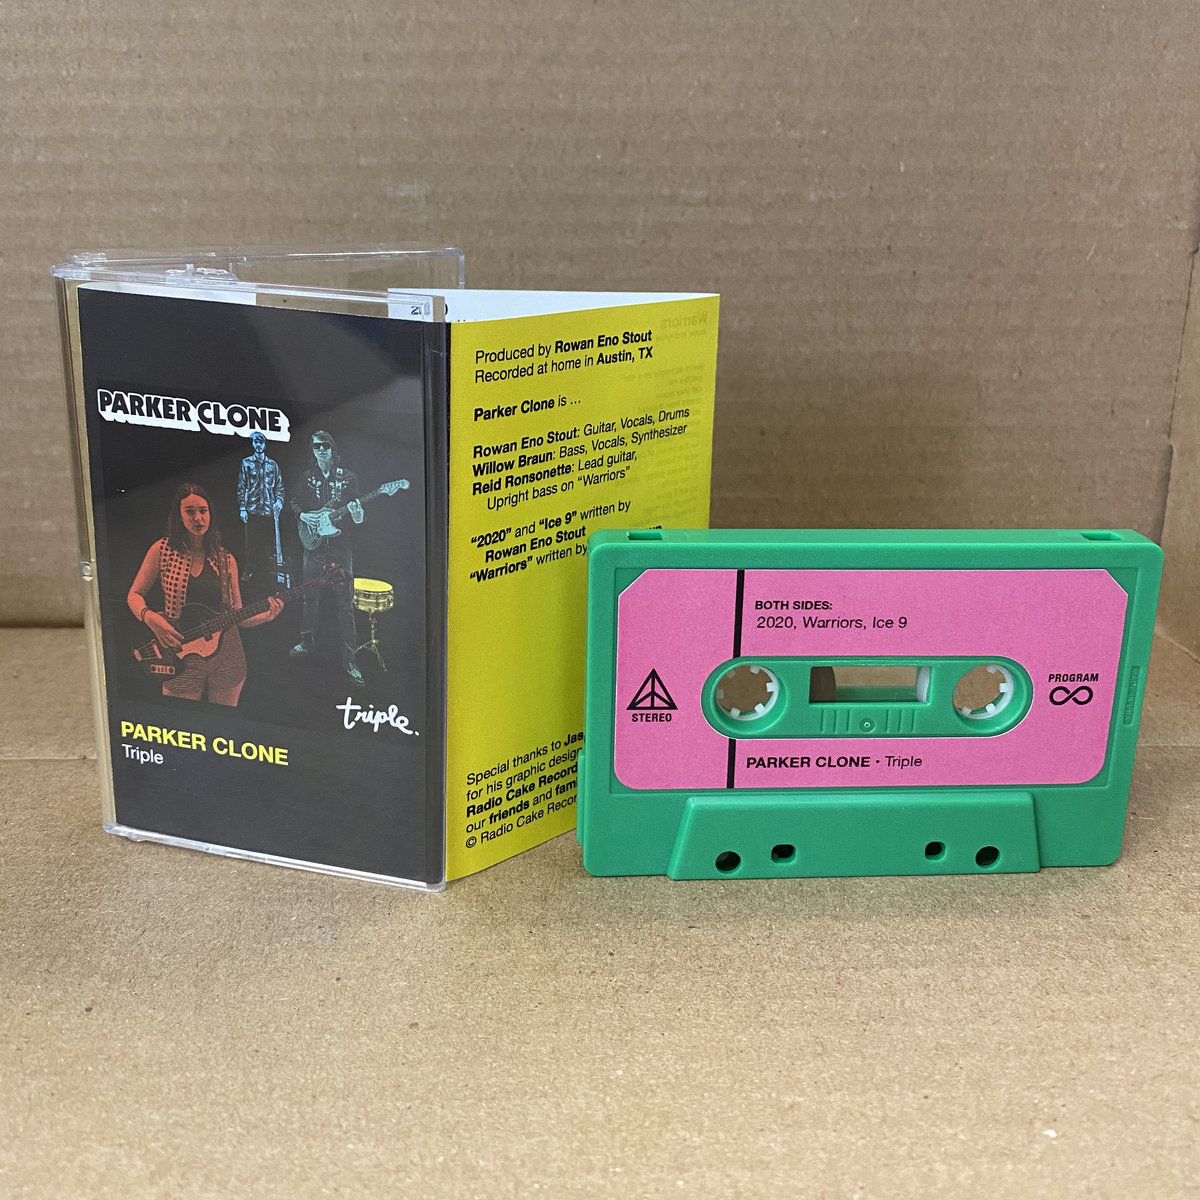 PARKER CLONE
triple.
PARKER CLONE
Triple
Produced by Rowan Eno Stout
Recorded at home in Austin, TX
Parker Clone is ...
Rowan Eno Stout: Guitar, Vocals, Drums
Willow Braun: Bass, Vocals, Synthesizer
Reid Ronsonette: Lead guitar,
Upright bass on “Warriors”
“2020” and “Ice 9” written by
Rowan Eno Stout
“Warriors” written by
Special thanks to
for his graphic design
Radio Cake Record
our friends and
© Radio Cake Recor
BOTH SIDES:
2020, Warriors, Ice 9
STEREO
PROGRAM
PARKER CLONE • Triple